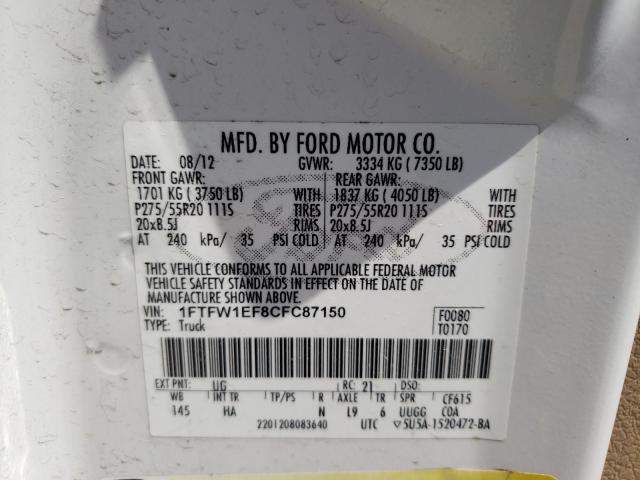 MFD. BY FORD MOTOR CO.
DATE: 08/12 GVWR: 3334 KG (7350 LB)
FRONT GAWR: REAR GAWR:
1701 KG (3750 LB) WITH 1837 KG (4050 LB) WITH
P275/55R20 111S TIRES P275/55R20 111S TIRES
20x8.5J RIMS 20x8.5J RIMS
AT 240 kPa/ 35 PSI COLD AT 240 kPa/ 35 PSI COLD
THIS VEHICLE CONFORMS TO ALL APPLICABLE FEDERAL MOTOR
VEHICLE SAFETY STANDARDS IN EFFECT ON THE DATE OF MANUFACTURE
SHOWN ABOVE.
VIN: 1FTFW1EF8CFC87150 F0080
TYPE: Truck T0170
EXT PNT: UG RC: 21 DSO:
WB INT TR TP/PS R AXLE TR SPR CF615
145 HA N L9 6 UUGG COA
2201208083640 UTC ▽5U5A-1520472-BA